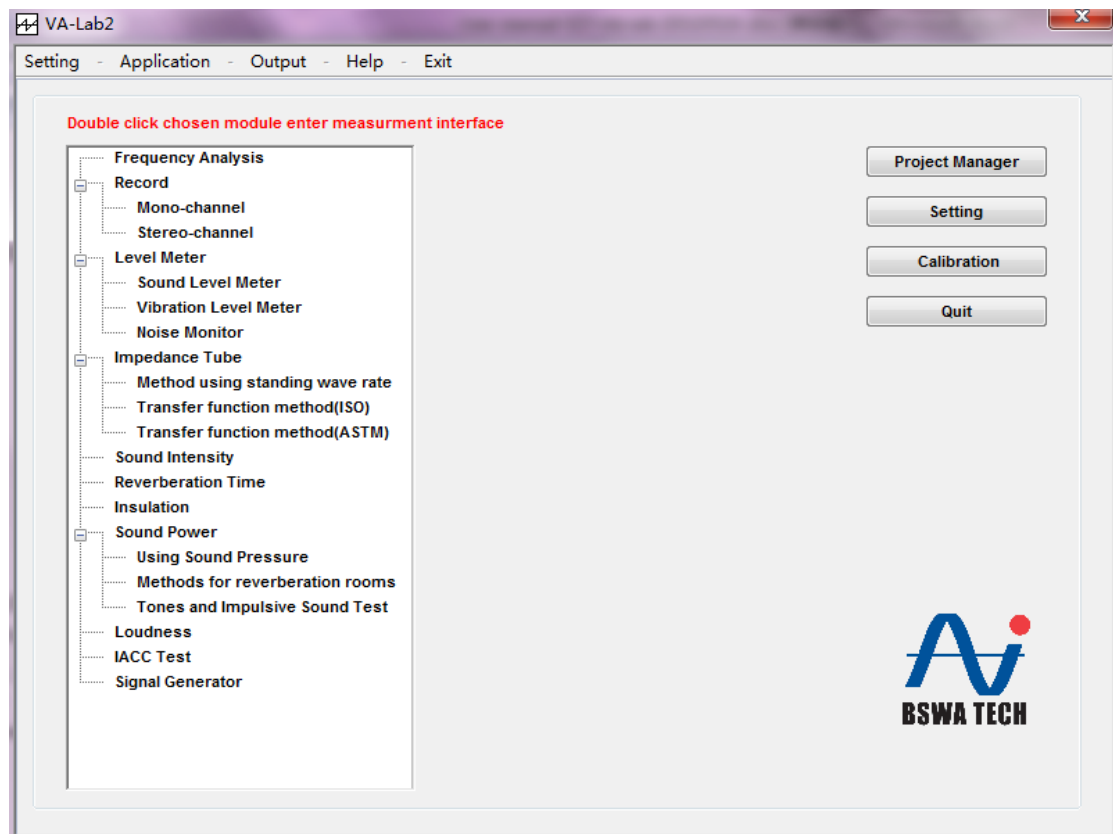 VA-Lab2
Setting - Application - Output - Help - Exit
Double click chosen module enter measurment interface
Frequency Analysis
Record
Mono-channel
Stereo-channel
Level Meter
Sound Level Meter
Vibration Level Meter
Noise Monitor
Impedance Tube
Method using standing wave rate
Transfer function method(ISO)
Transfer function method(ASTM)
Sound Intensity
Reverberation Time
Insulation
Sound Power
Using Sound Pressure
Methods for reverberation rooms
Tones and Impulsive Sound Test
Loudness
IACC Test
Signal Generator
Project Manager
Setting
Calibration
Quit
BSWA TECH